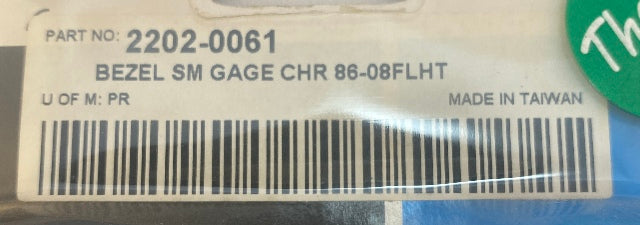 PART NO: 2202-0061
BEZEL SM GAGE CHR 86-08FLHT
U OF M: PR
MADE IN TAIWAN